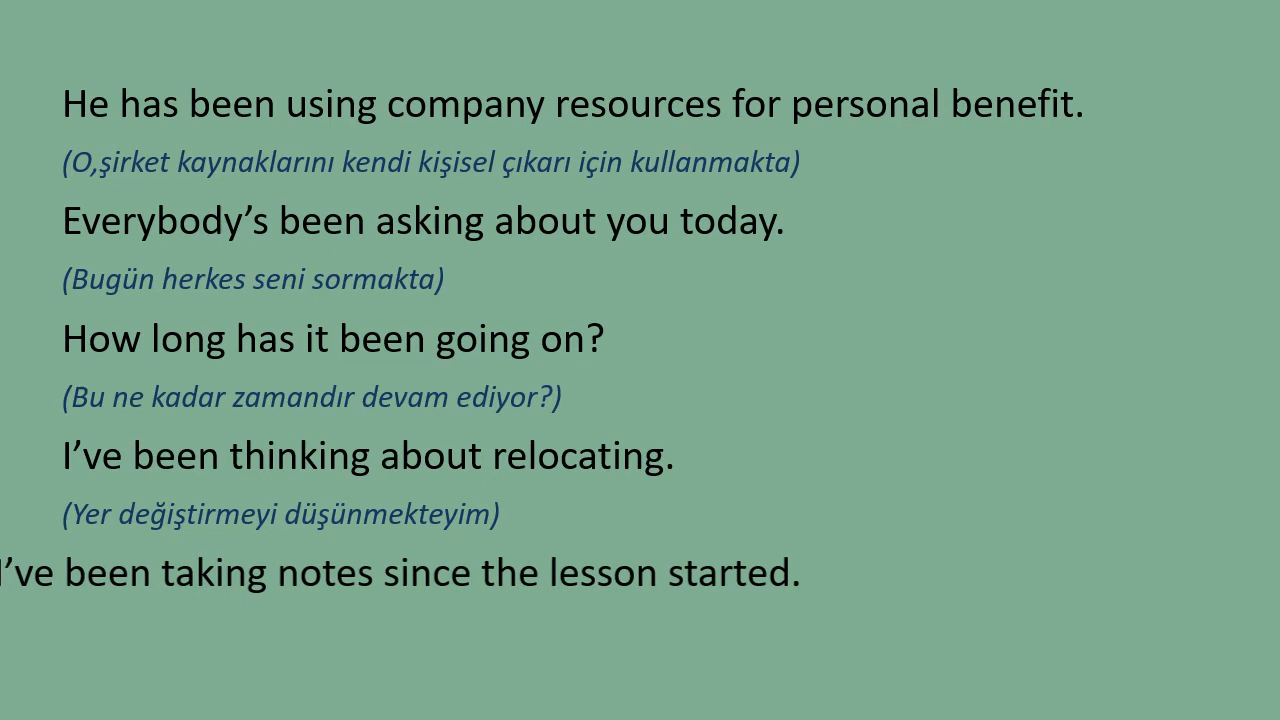 He has been using company resources for personal benefit.
(O,şirket kaynaklarını kendi kişisel çıkarı için kullanmakta)
Everybody’s been asking about you today.
(Bugün herkes seni sormakta)
How long has it been going on?
(Bu ne kadar zamandır devam ediyor?)
I’ve been thinking about relocating.
(Yer değiştirmeyi düşünmekteyim)
I’ve been taking notes since the lesson started.